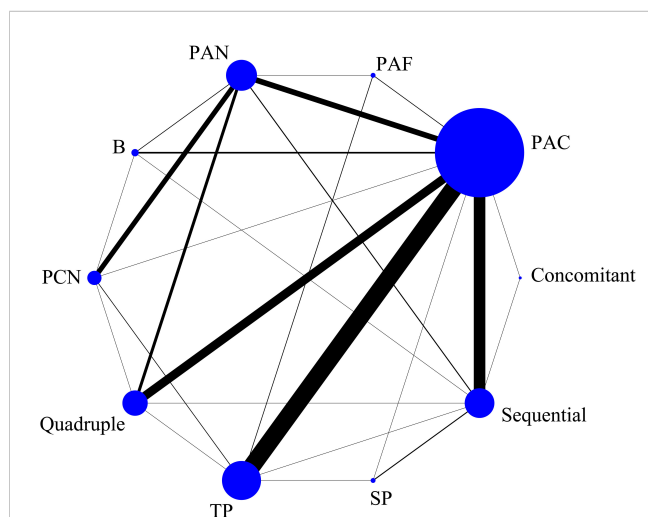 PAN
PAF
PAC
B
Concomitant
PCN
Sequential
Quadruple
SP
TP